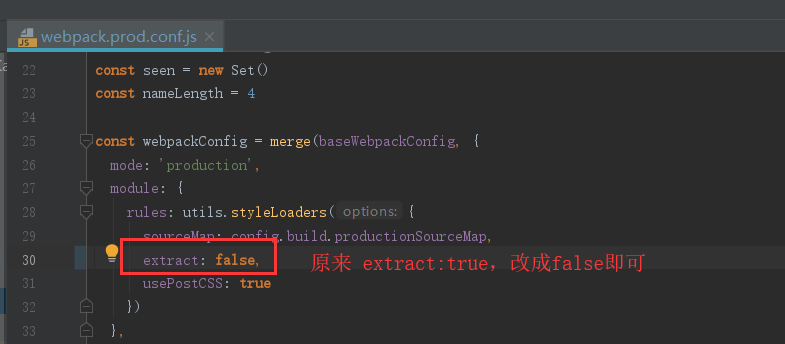 JS webpack.prod.conf.js ×
22 const seen = new Set()
23 const nameLength = 4
24
25 const webpackConfig = merge(baseWebpackConfig, {
26 mode: 'production',
27 module: {
28 rules: utils.styleLoaders( options: {
29 sourceMap: config.build.productionSourceMap,
30 extract: false, 原来 extract:true，改成false即可
31 usePostCSS: true
32 })
33 },